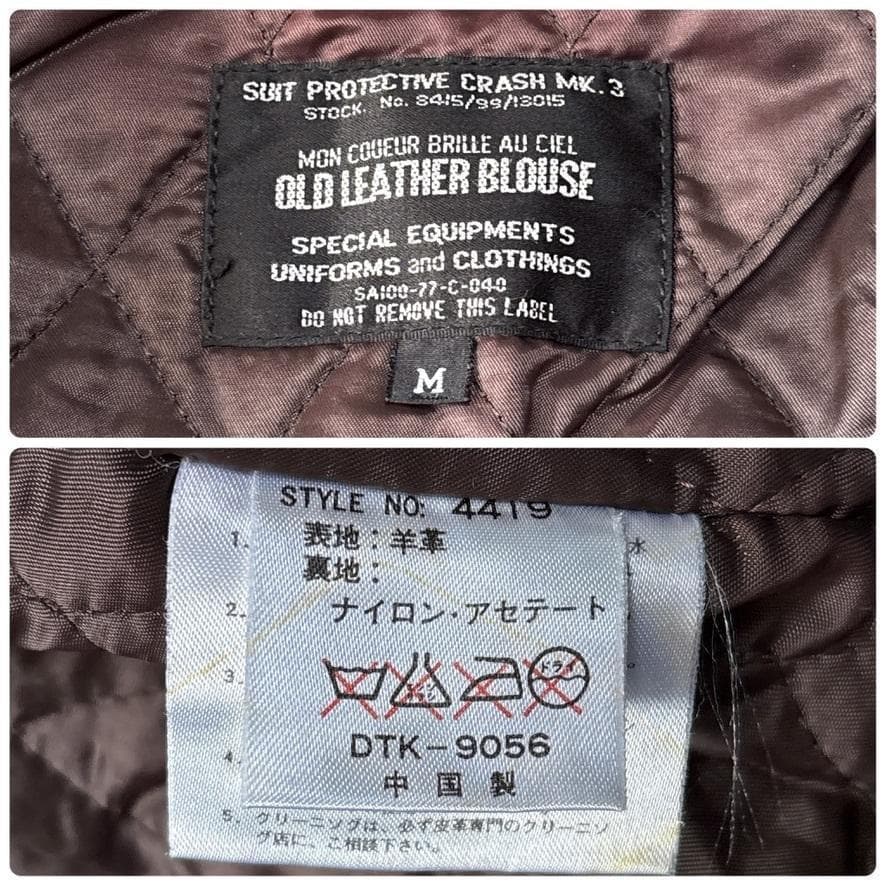 SUIT PROTECTIVE CRASH MK.3
STOCK. No. 8415/99/13015
MON COUEUR BRILLE AU CIEL
OLD LEATHER BLOUSE
SPECIAL EQUIPMENTS
UNIFORMS and CLOTHINGS
SA100-77-C-040
DO NOT REMOVE THIS LABEL
M
STYLE NO: 4419
1.
表地:羊革
水
裏地:
2.
ナイロン・アセテート
3.
ドライ
DTK-9056
4.
中国製
5. クリーニングは、必ず皮革専門のクリーニン
グ店に、ご相談下さい。